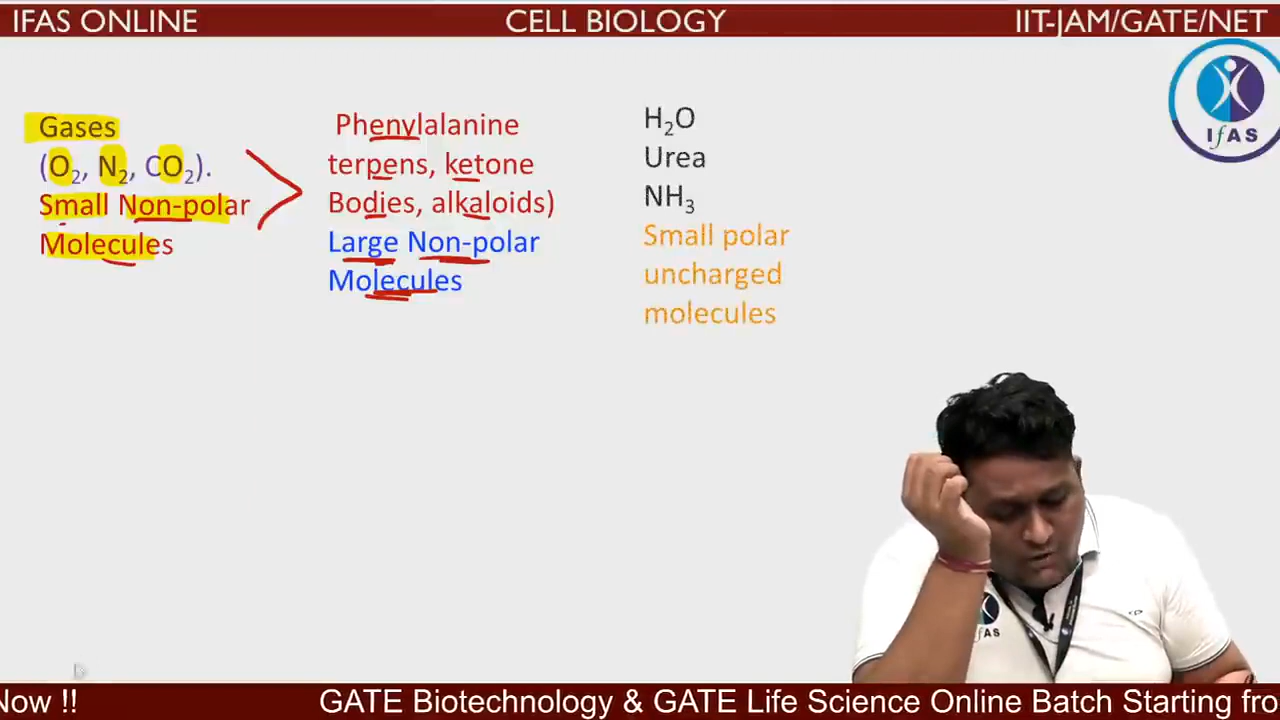 IFAS ONLINE
CELL BIOLOGY
IIT-JAM/GATE/NET
IfAS
Gases
(O₂, N₂, CO₂).
Small Non-polar
Molecules
>
Phenylalanine
terpens, ketone
Bodies, alkaloids)
Large Non-polar
Molecules
H₂O
Urea
NH₃
Small polar
uncharged
molecules
Now !!
GATE Biotechnology & GATE Life Science Online Batch Starting fro